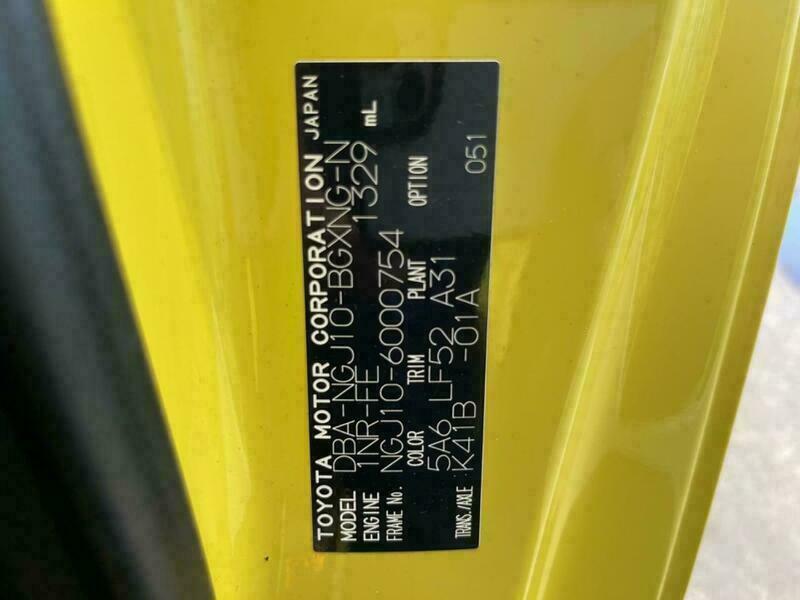 TOYOTA MOTOR CORPORATION JAPAN
MODEL DBA-NGJ10-BGXNG-N
ENGINE 1NR-FE 1329 mL
FRAME No. NGJ10-6000754
COLOR TRIM PLANT OPTION
5A6 LF52 A31 051
TRANS./AXLE K41B -01A